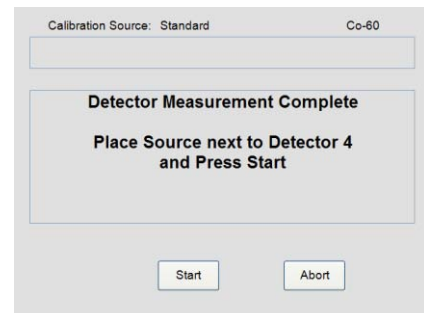 Calibration Source: Standard Co-60
Detector Measurement Complete
Place Source next to Detector 4
and Press Start
Start Abort